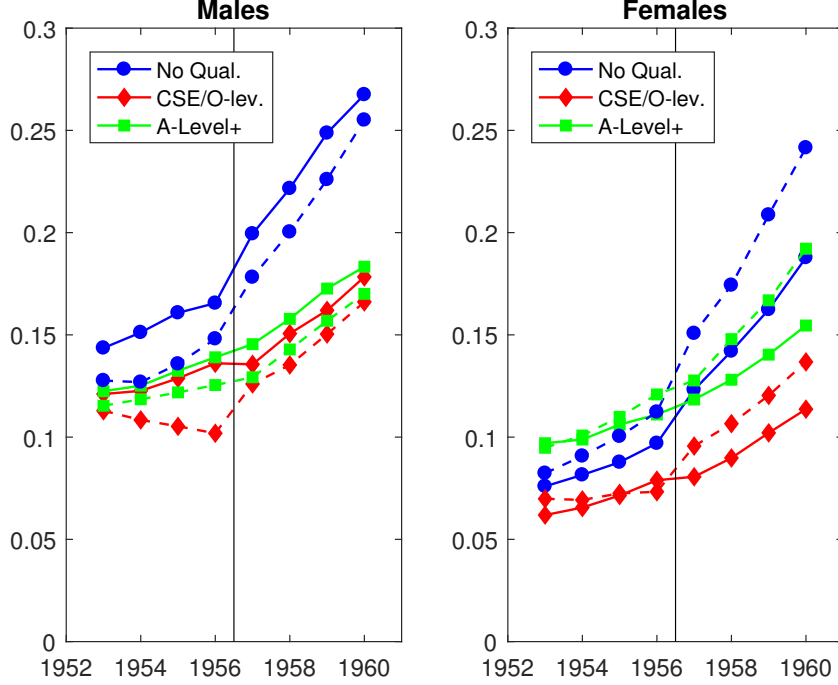 Males
0.3
0.25
0.2
0.15
0.1
0.05
0
1952 1954 1956 1958 1960
No Qual.
CSE/O-lev.
A-Level+
Females
0.3
0.25
0.2
0.15
0.1
0.05
0
1952 1954 1956 1958 1960
No Qual.
CSE/O-lev.
A-Level+